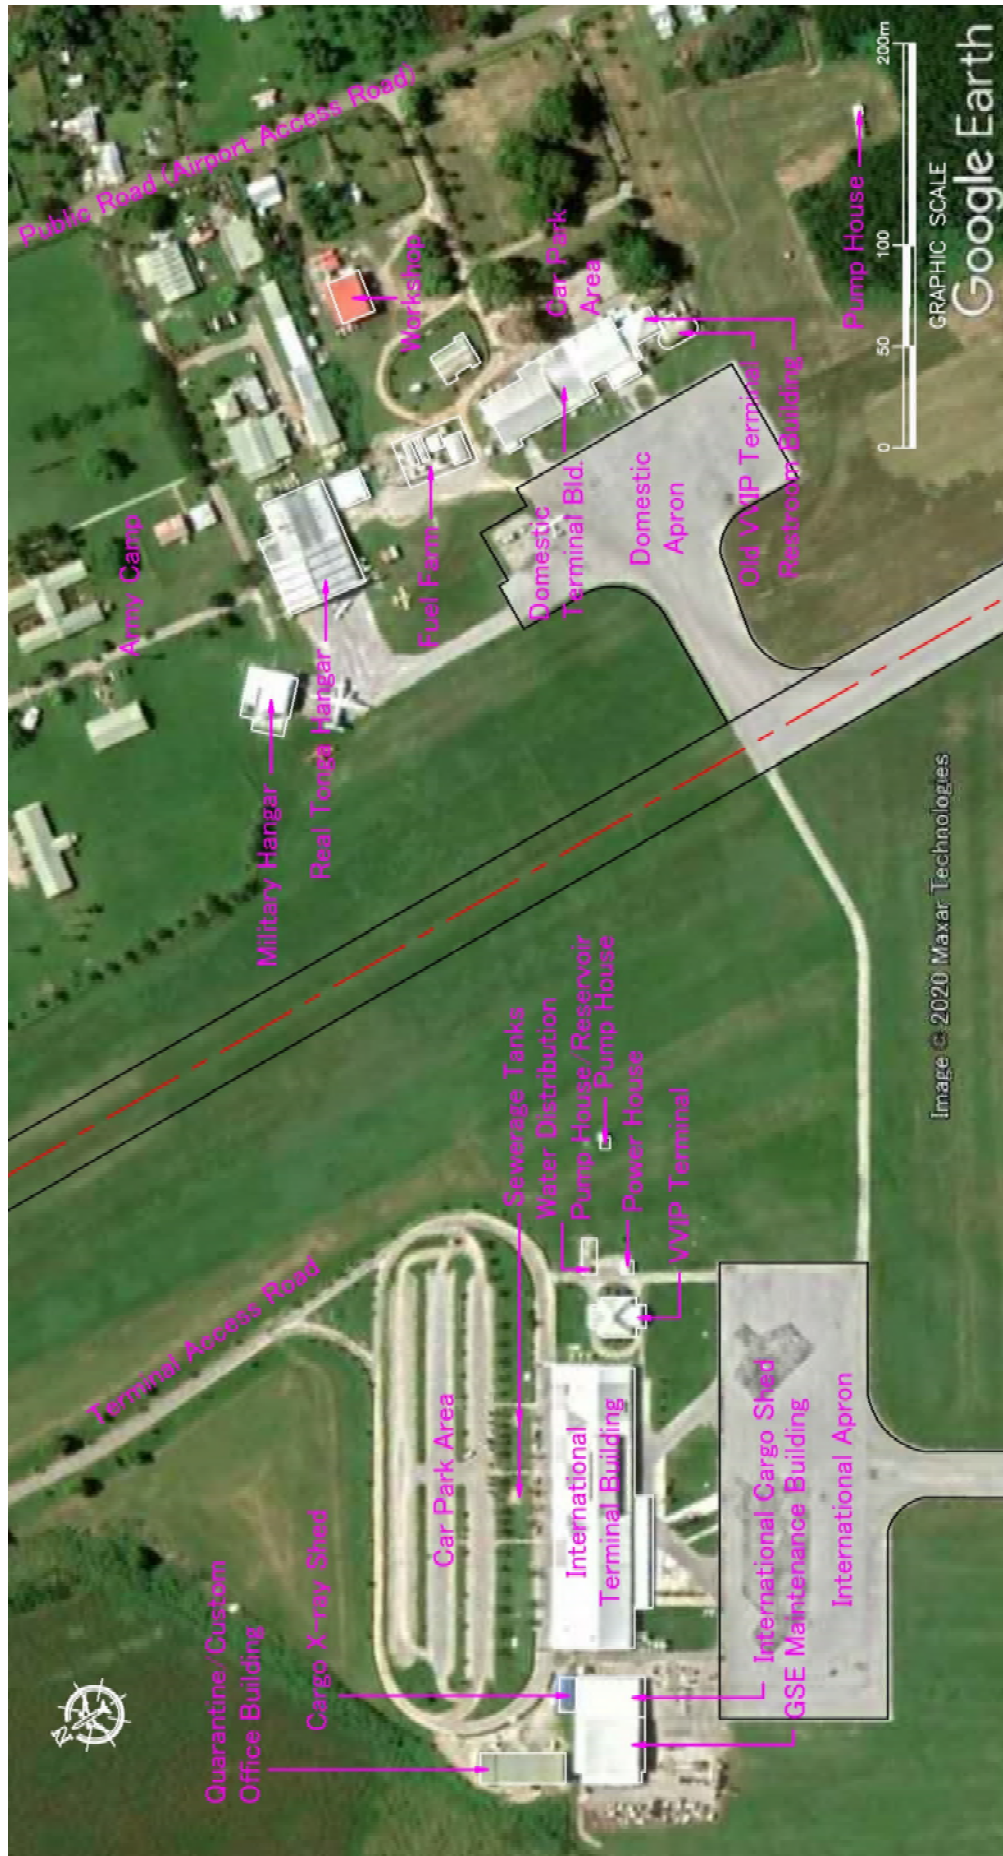 N
Quarantine/Custom
Office Building
Cargo X-ray Shed
Terminal Access Road
Car Park Area
Sewerage Tanks
Water Distribution
Pump House/Reservoir
Pump House
Power House
VVIP Terminal
International
Terminal Building
International Cargo Shed
GSE Maintenance Building
International Apron
Public Road (Airport Access Road)
Army Camp
Military Hangar
Real Tonga Hangar
Workshop
Fuel Farm
Car Park
Area
Domestic
Terminal Bld.
Domestic
Apron
Old VVIP Terminal
Restroom Building
Pump House
0
50
100
200m
GRAPHIC SCALE
Image © 2020 Maxar Technologies
Google Earth